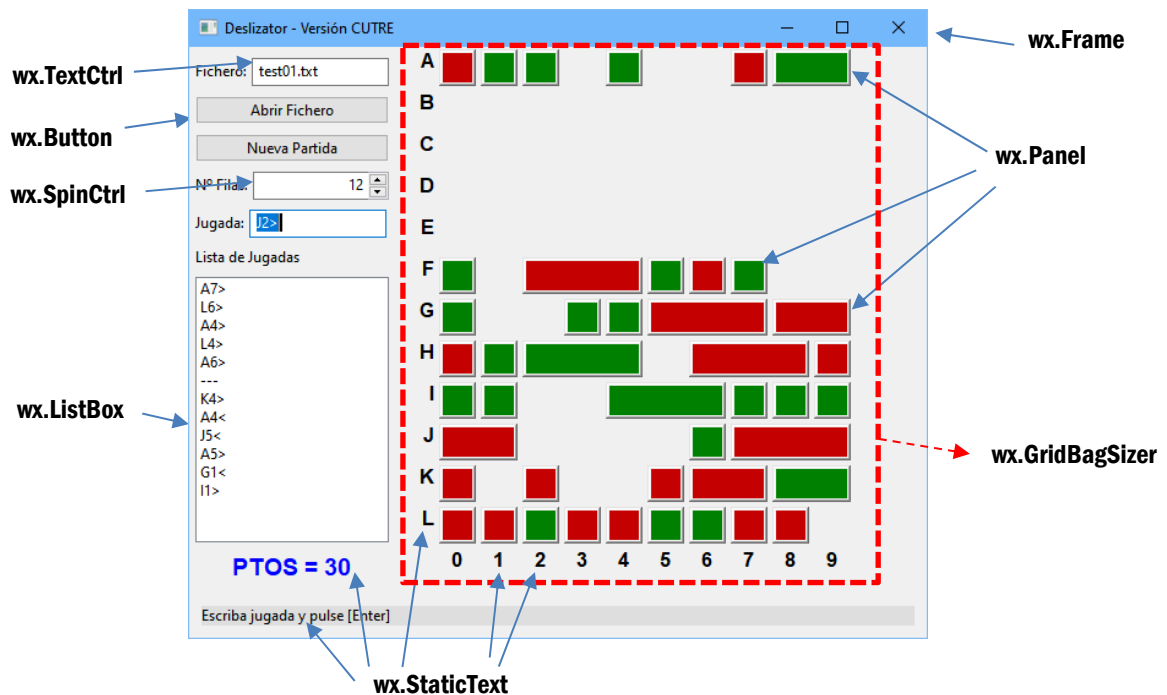 Deslizator - Versión CUTRE
wx.Frame
wx.TextCtrl
Fichero: test01.txt
Abrir Fichero
wx.Button
Nueva Partida
wx.SpinCtrl
Nº Filas: 12
Jugada: J2>
Lista de Jugadas
A7>
L6>
A4>
L4>
A6>
---
K4>
A4<
J5<
A5>
G1<
I1>
wx.ListBox
PTOS = 30
Escriba jugada y pulse [Enter]
A
B
C
D
E
F
G
H
I
J
K
L
0 1 2 3 4 5 6 7 8 9
wx.Panel
wx.GridBagSizer
wx.StaticText